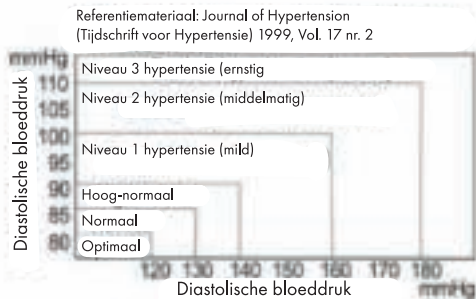 Referentiemateriaal: Journal of Hypertension
(Tijdschrift voor Hypertensie) 1999, Vol. 17 nr. 2
mmHg
Niveau 3 hypertensie (ernstig
110
Niveau 2 hypertensie (middelmatig)
105
100
Niveau 1 hypertensie (mild)
95
90
Hoog-normaal
85
Normaal
80
Optimaal
Diastolische bloeddruk
120 130 140 150 160 170 180
Diastolische bloeddruk
mmHg